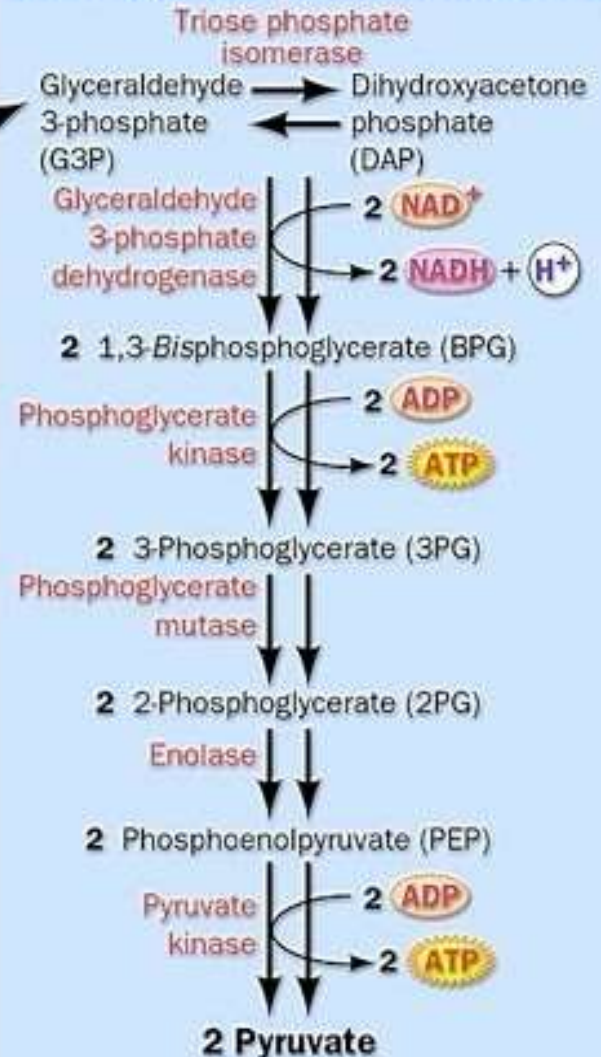 Triose phosphate
isomerase
Glyceraldehyde Dihydroxyacetone
3-phosphate phosphate
(G3P) (DAP)
Glyceraldehyde 2 NAD+
3-phosphate
dehydrogenase 2 NADH + H+
2 1,3-Bisphosphoglycerate (BPG)
Phosphoglycerate 2 ADP
kinase 2 ATP
2 3-Phosphoglycerate (3PG)
Phosphoglycerate
mutase
2 2-Phosphoglycerate (2PG)
Enolase
2 Phosphoenolpyruvate (PEP)
Pyruvate 2 ADP
kinase 2 ATP
2 Pyruvate